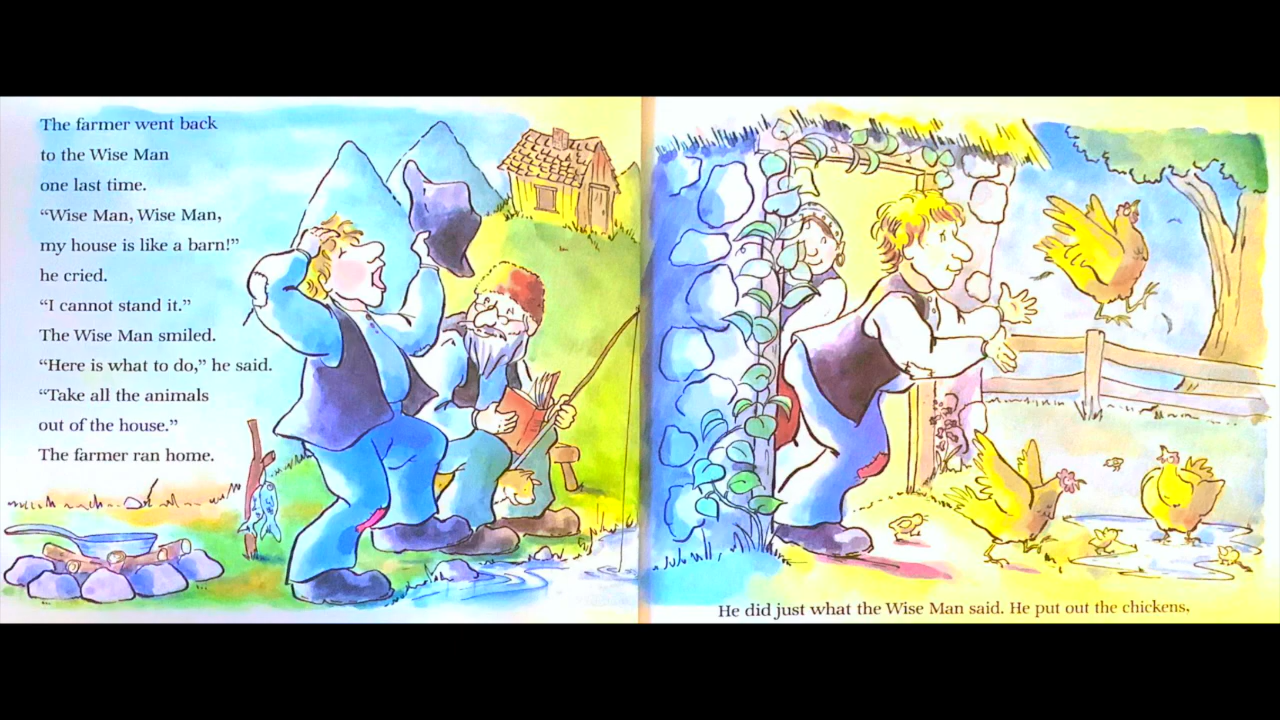 The farmer went back
to the Wise Man
one last time.
“Wise Man, Wise Man,
my house is like a barn!”
he cried.
“I cannot stand it.”
The Wise Man smiled.
“Here is what to do,” he said.
“Take all the animals
out of the house.”
The farmer ran home.
He did just what the Wise Man said. He put out the chickens.